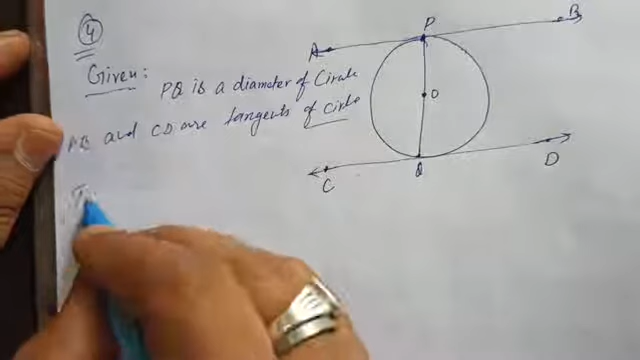 4
Given: PQ is a diameter of Circle
AB and CD are tangents of circle
P
B
A
O
Q
D
C